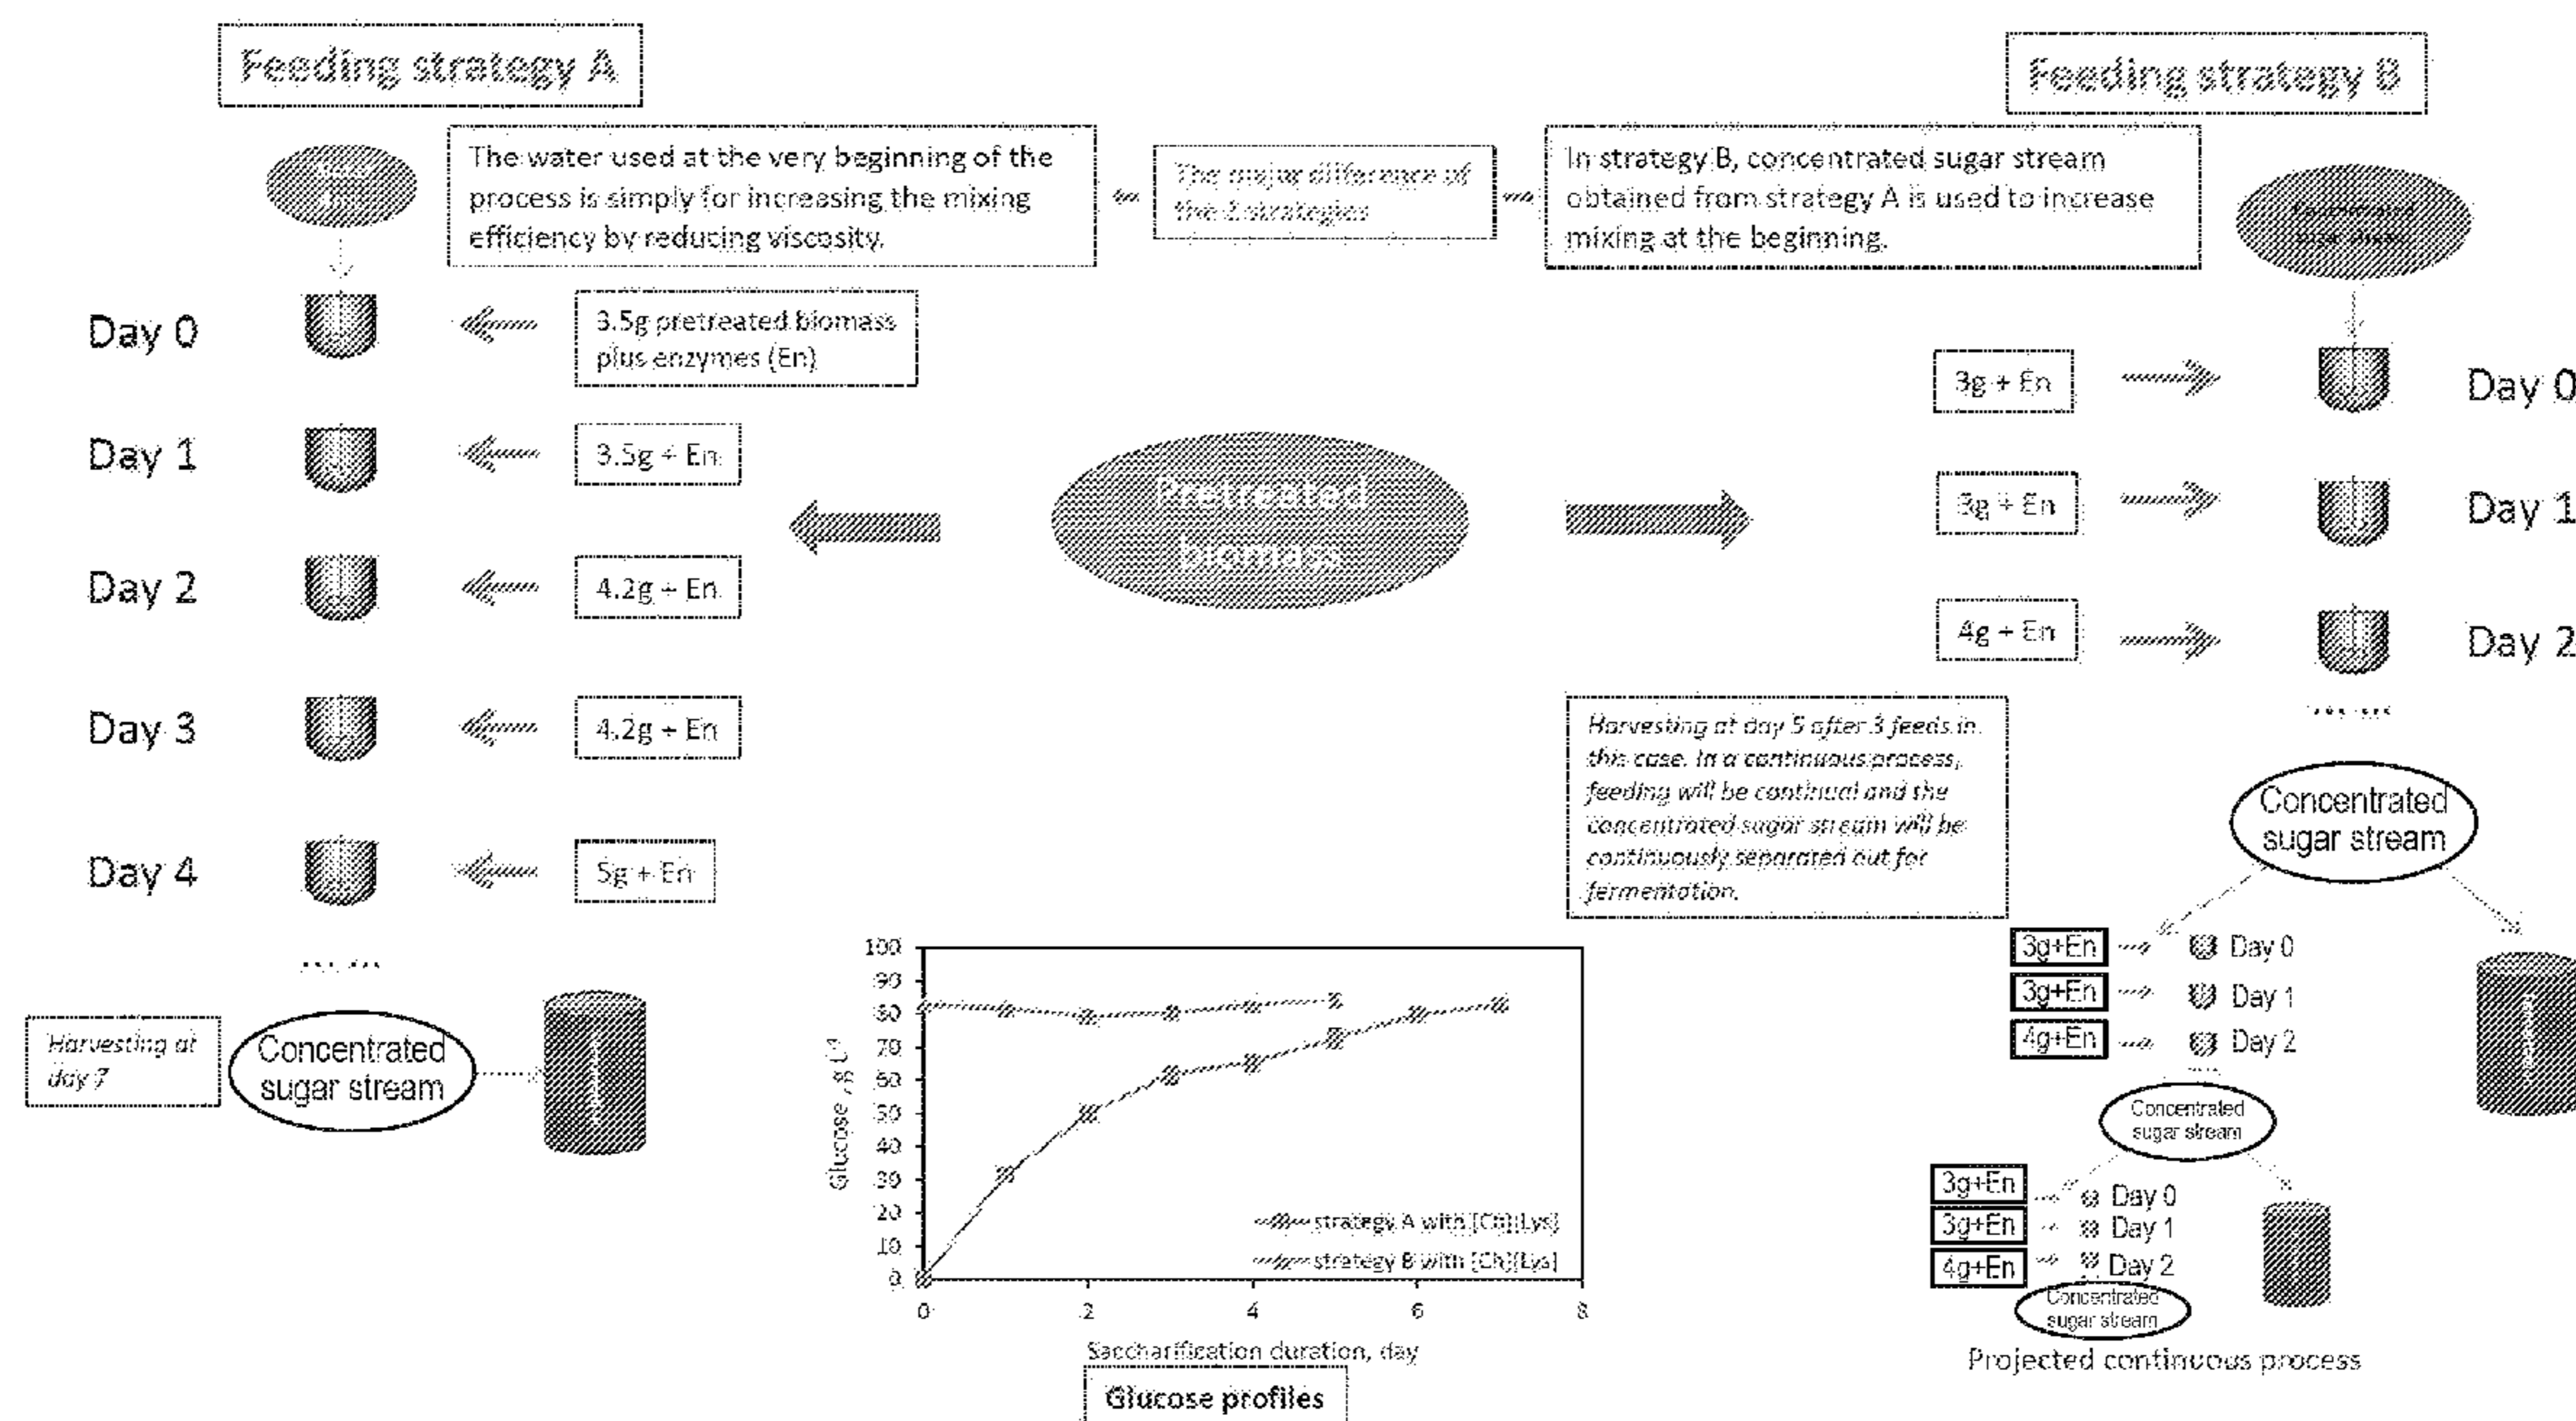 Feeding strategy A
Feeding strategy B
The water used at the very beginning of the
process is simply for increasing the mixing
efficiency by reducing viscosity.
The major difference of
the 2 strategies
In strategy B, concentrated sugar stream
obtained from strategy A is used to increase
mixing at the beginning.
Concentrated
sugar stream
Day 0
3.5g pretreated biomass
plus enzymes (En)
Day 1
3.5g + En
Day 2
4.2g + En
Day 3
4.2g + En
Day 4
5g + En
Harvesting at
day 7
Concentrated
sugar stream
Pretreated
biomass
3g + En
Day 0
3g + En
Day 1
4g + En
Day 2
Harvesting at day 5 after 3 feeds in
this case. In a continuous process,
feeding will be continual and the
concentrated sugar stream will be
continuously separated out for
fermentation.
Concentrated
sugar stream
3g+En
Day 0
3g+En
Day 1
4g+En
Day 2
Concentrated
sugar stream
3g+En
Day 0
3g+En
Day 1
4g+En
Day 2
Concentrated
sugar stream
Projected continuous process
100
90
80
70
60
50
40
30
20
10
0
Glucose, g L⁻¹
strategy A with [Ch][Lys]
strategy B with [Ch][Lys]
0 2 4 6 8
Saccharification duration, day
Glucose profiles